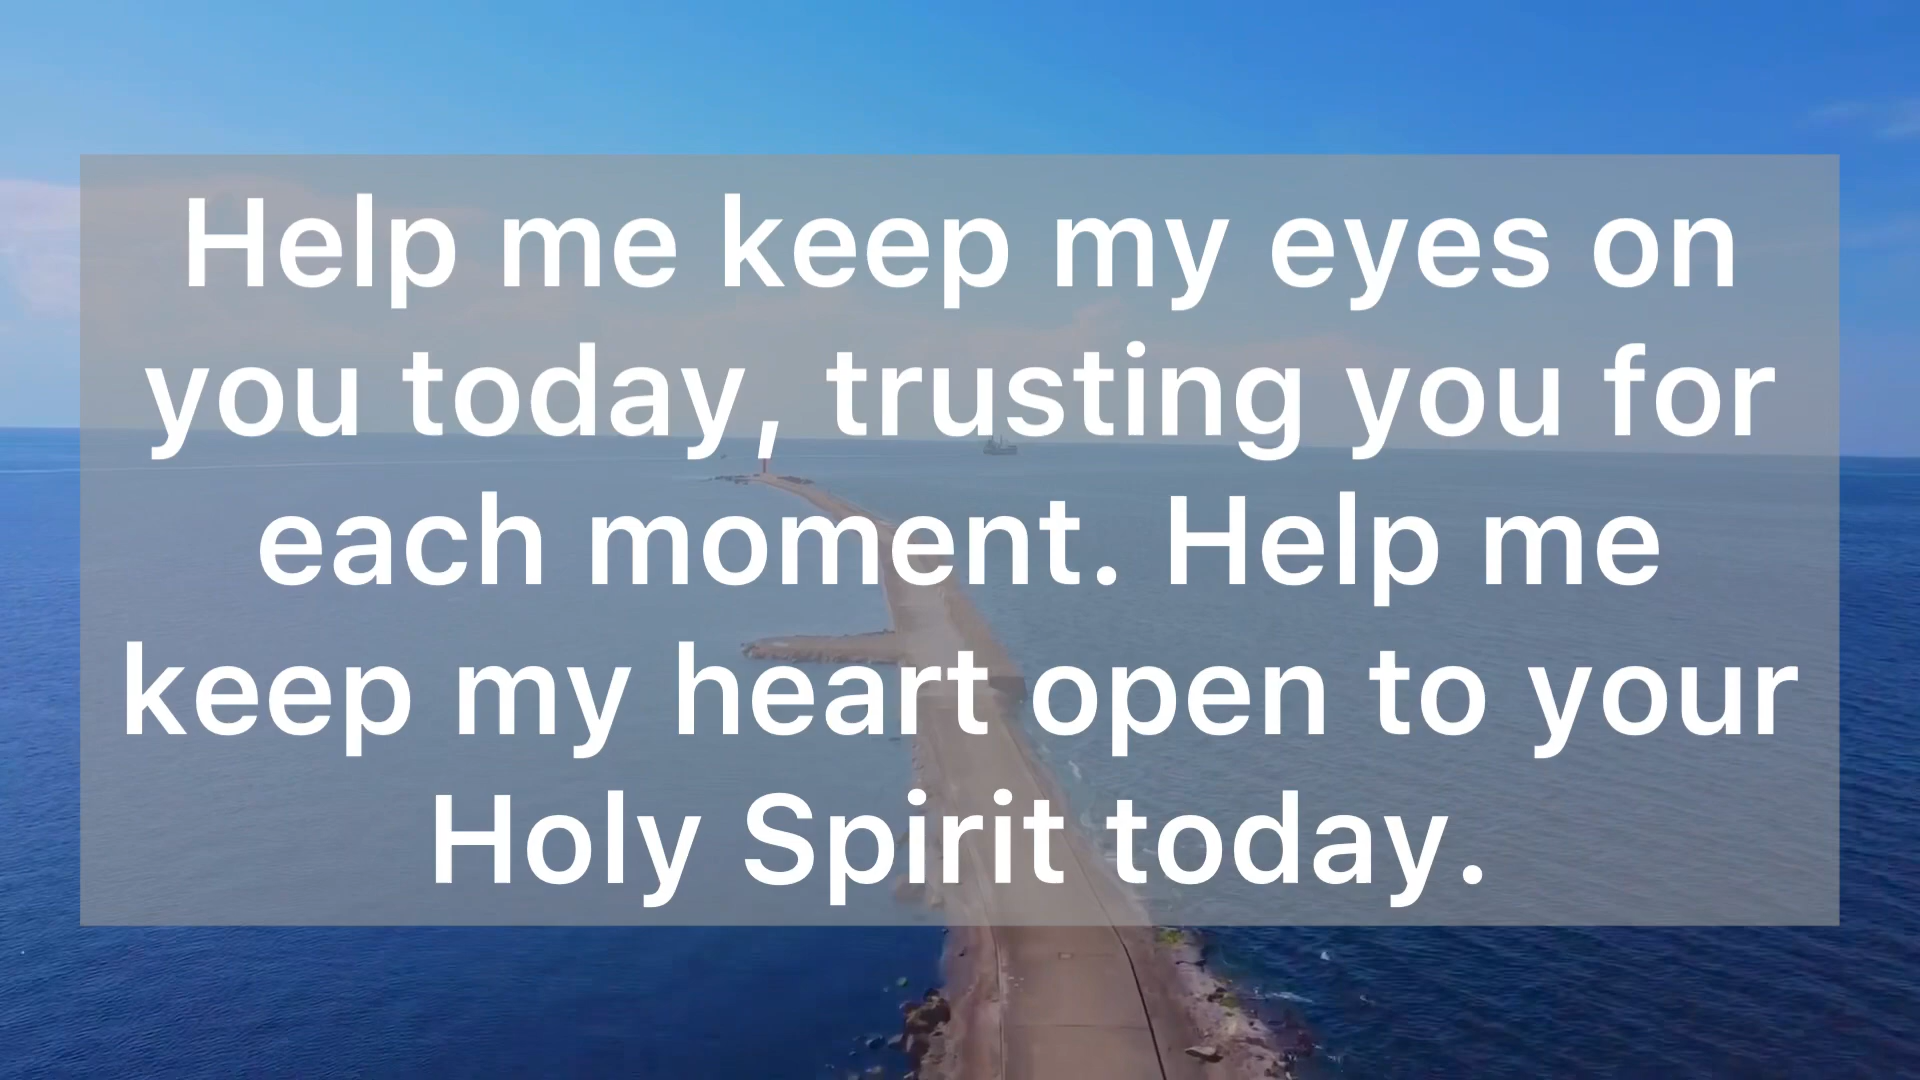 Help me keep my eyes on
you today, trusting you for
each moment. Help me
keep my heart open to your
Holy Spirit today.